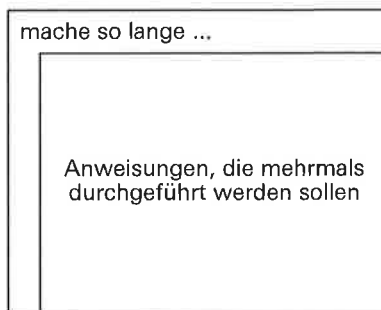 mache so lange ...
Anweisungen, die mehrmals
durchgeführt werden sollen